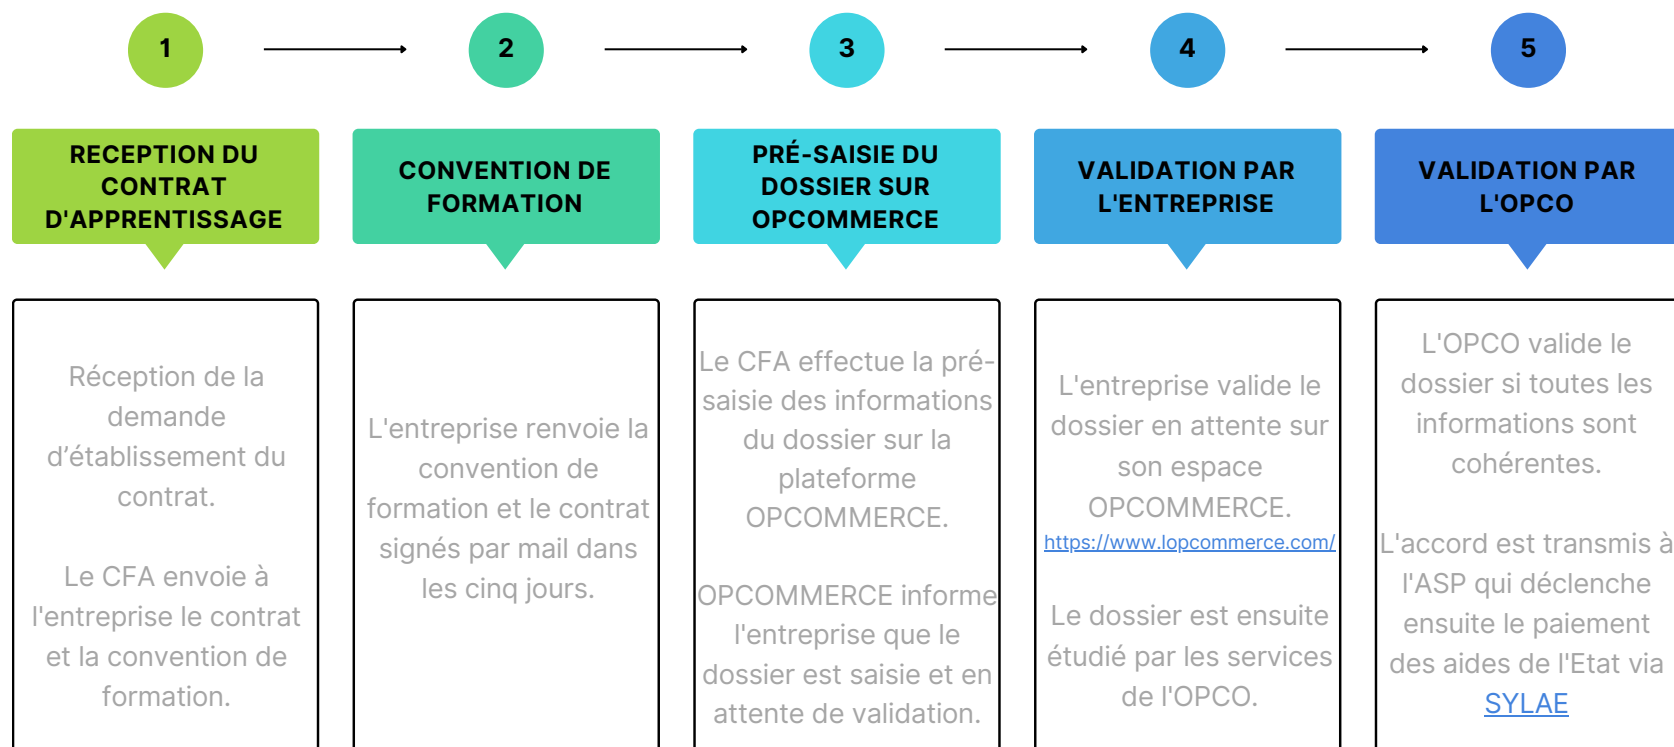 1
2
3
4
5
RECEPTION DU
CONTRAT
D'APPRENTISSAGE
CONVENTION DE
FORMATION
PRÉ-SAISIE DU
DOSSIER SUR
OPCOMMERCE
VALIDATION PAR
L'ENTREPRISE
VALIDATION PAR
L'OPCO
Réception de la
demande
d’établissement du
contrat.
Le CFA envoie à
l'entreprise le contrat
et la convention de
formation.
L'entreprise renvoie la
convention de
formation et le contrat
signés par mail dans
les cinq jours.
Le CFA effectue la pré-
saisie des informations
du dossier sur la
plateforme
OPCOMMERCE.
OPCOMMERCE informe
l'entreprise que le
dossier est saisie et en
attente de validation.
L'entreprise valide le
dossier en attente sur
son espace
OPCOMMERCE.
https://www.lopcommerce.com/
Le dossier est ensuite
étudié par les services
de l'OPCO.
L'OPCO valide le
dossier si toutes les
informations sont
cohérentes.
L'accord est transmis à
l'ASP qui déclenche
ensuite le paiement
des aides de l'Etat via
SYLAE